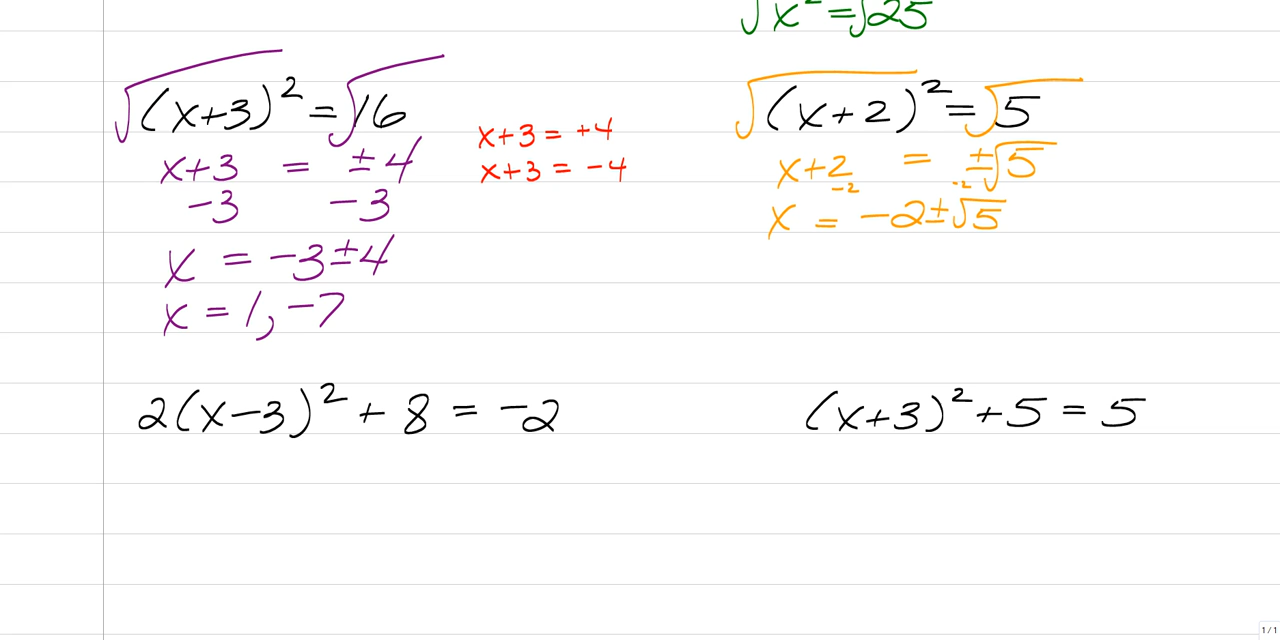 √x² = √25
√(x+3)² = √16
x+3 = ±4
-3 -3
x = -3±4
x = 1, -7
x+3 = +4
x+3 = -4
√(x+2)² = √5
x+2 = ±√5
-2 -2
x = -2±√5
2(x-3)² + 8 = -2
(x+3)² + 5 = 5
1/1